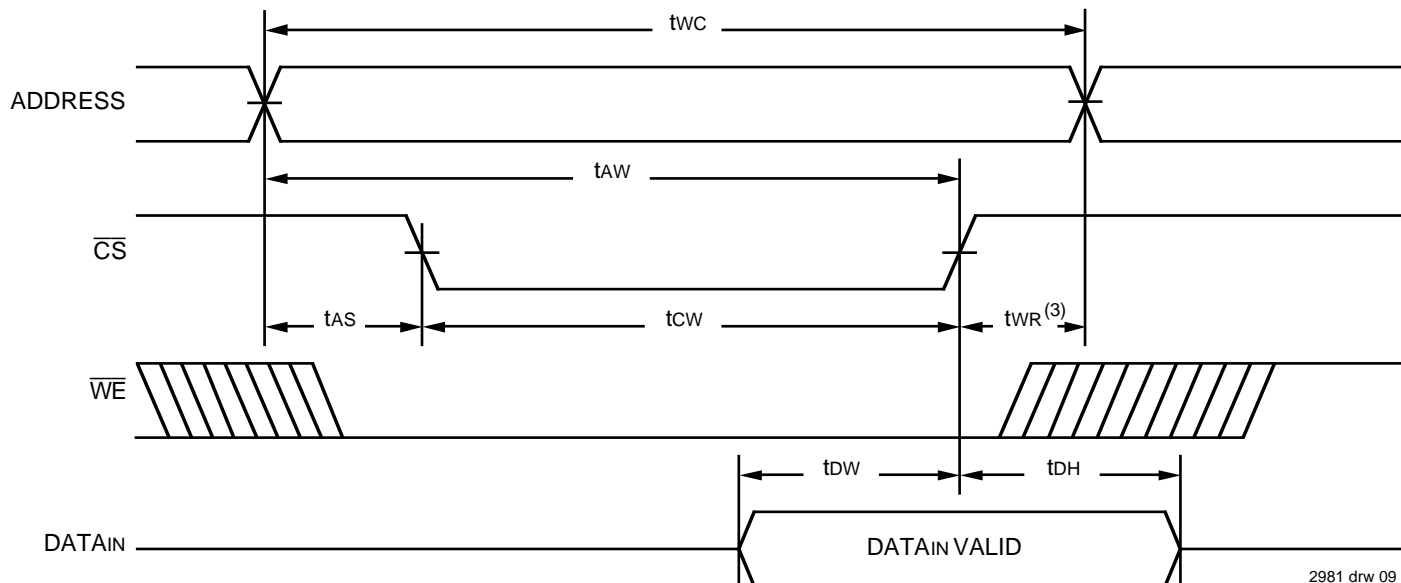 tWC
ADDRESS
tAW
CS
tAS
tCW
tWR(3)
WE
tDW
tDH
DATAIN
DATAIN VALID
2981 drw 09